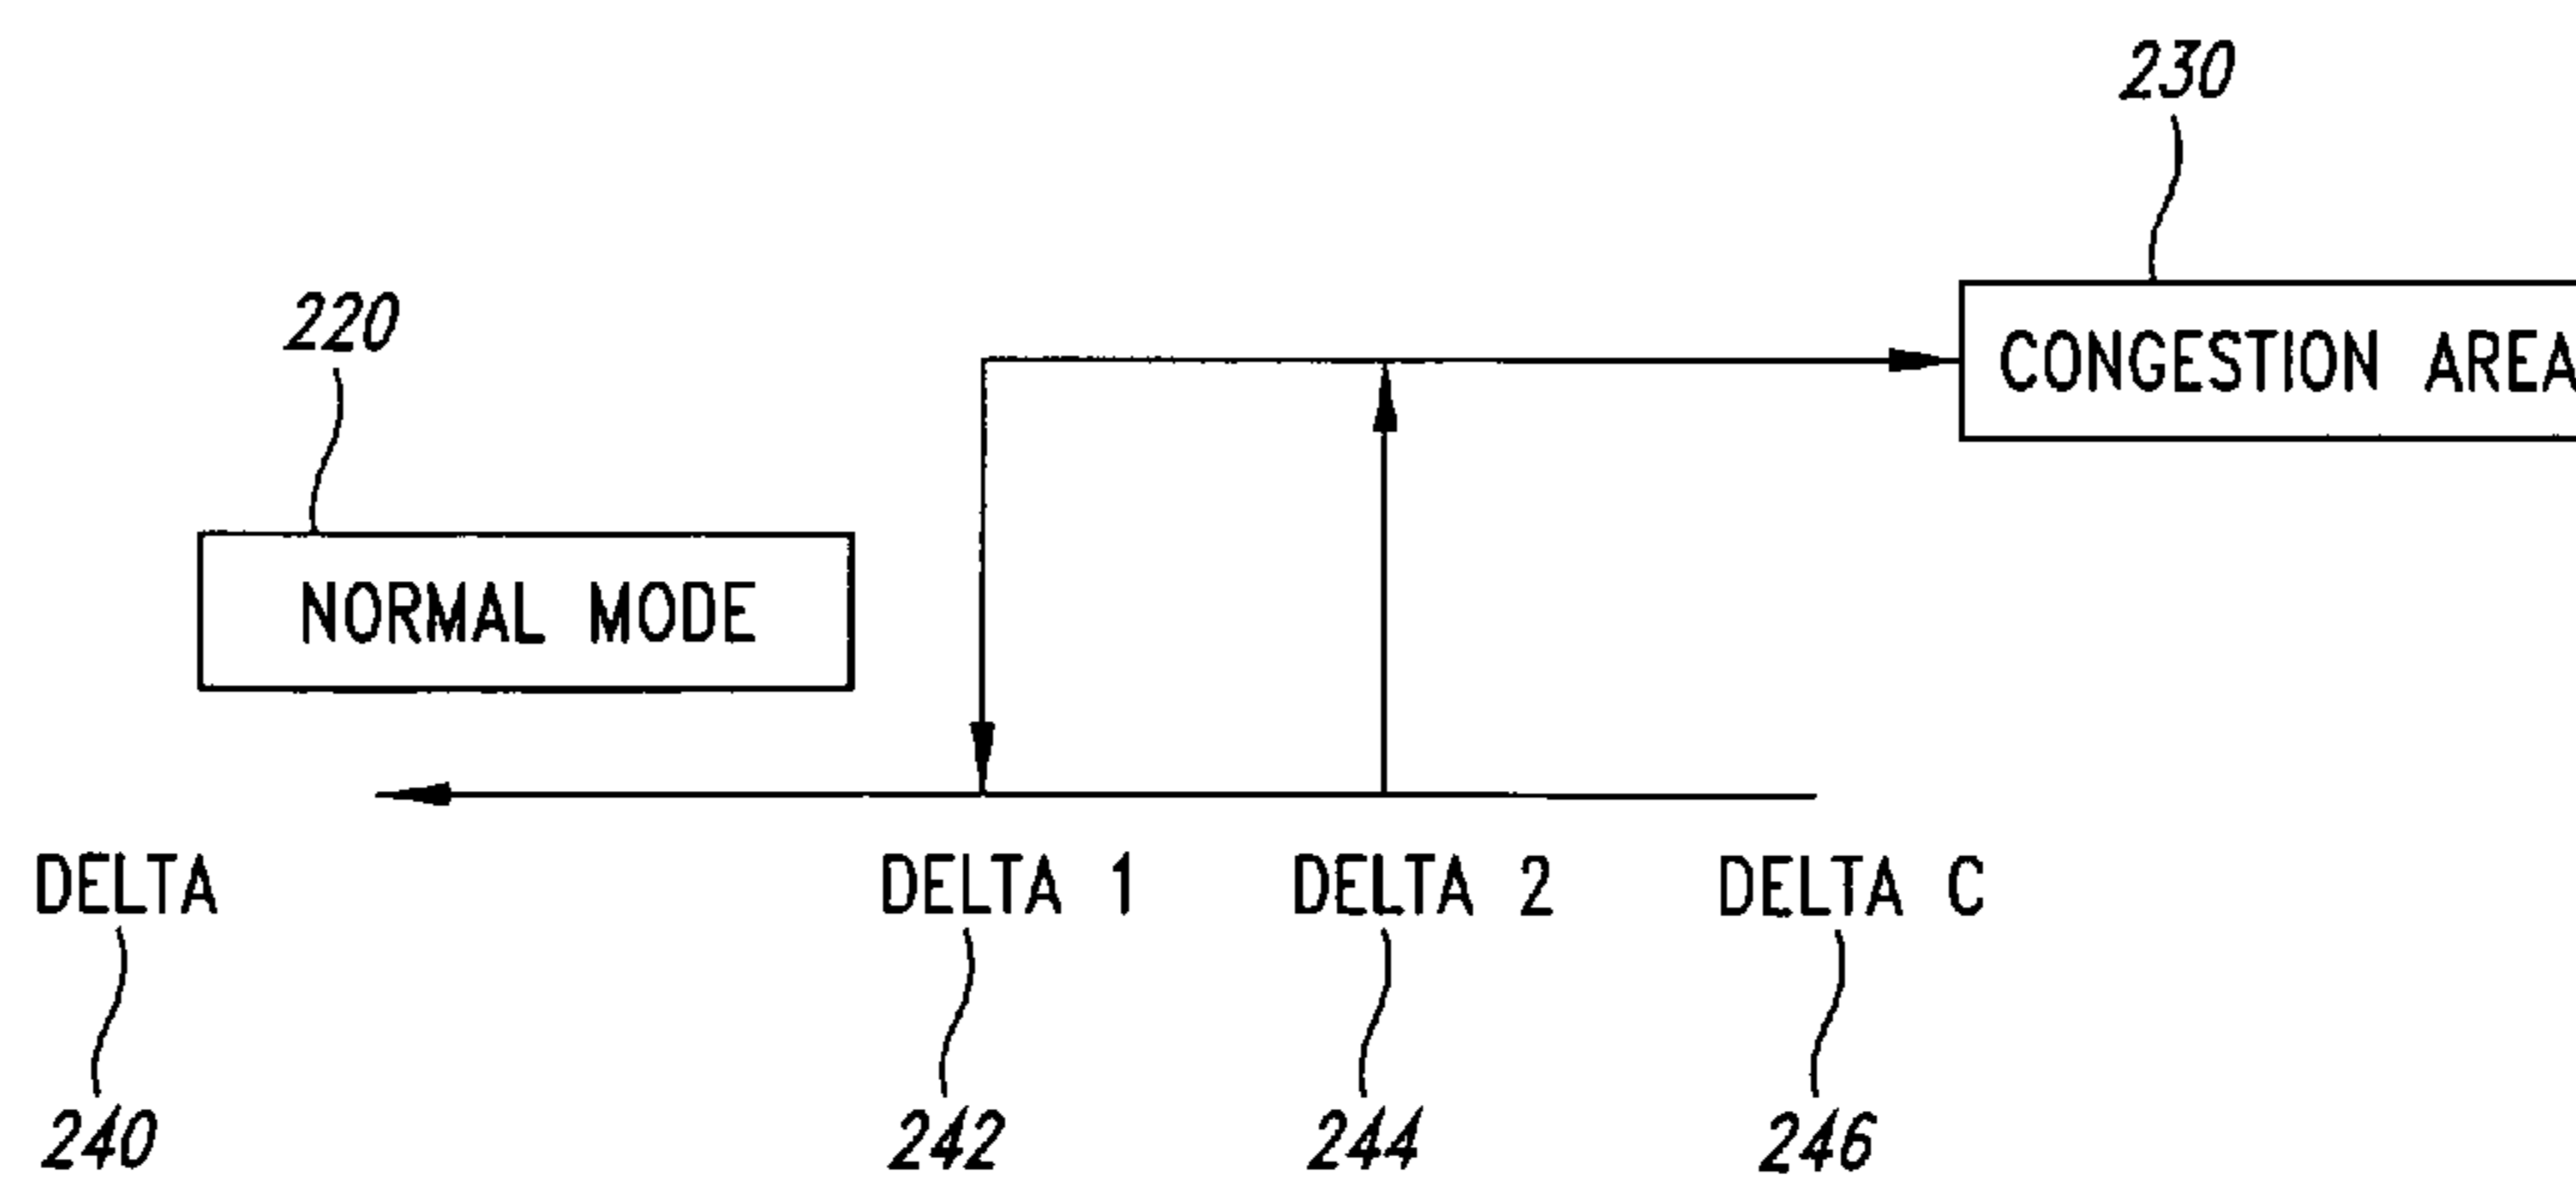 230
220
CONGESTION AREA
NORMAL MODE
DELTA
DELTA 1
DELTA 2
DELTA C
240
242
244
246